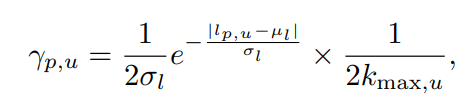 γ_{p,u} = \frac{1}{2σ_l} e^{-\frac{|l_{p,u} − μ_l|}{σ_l}} × \frac{1}{2k_{max,u}},